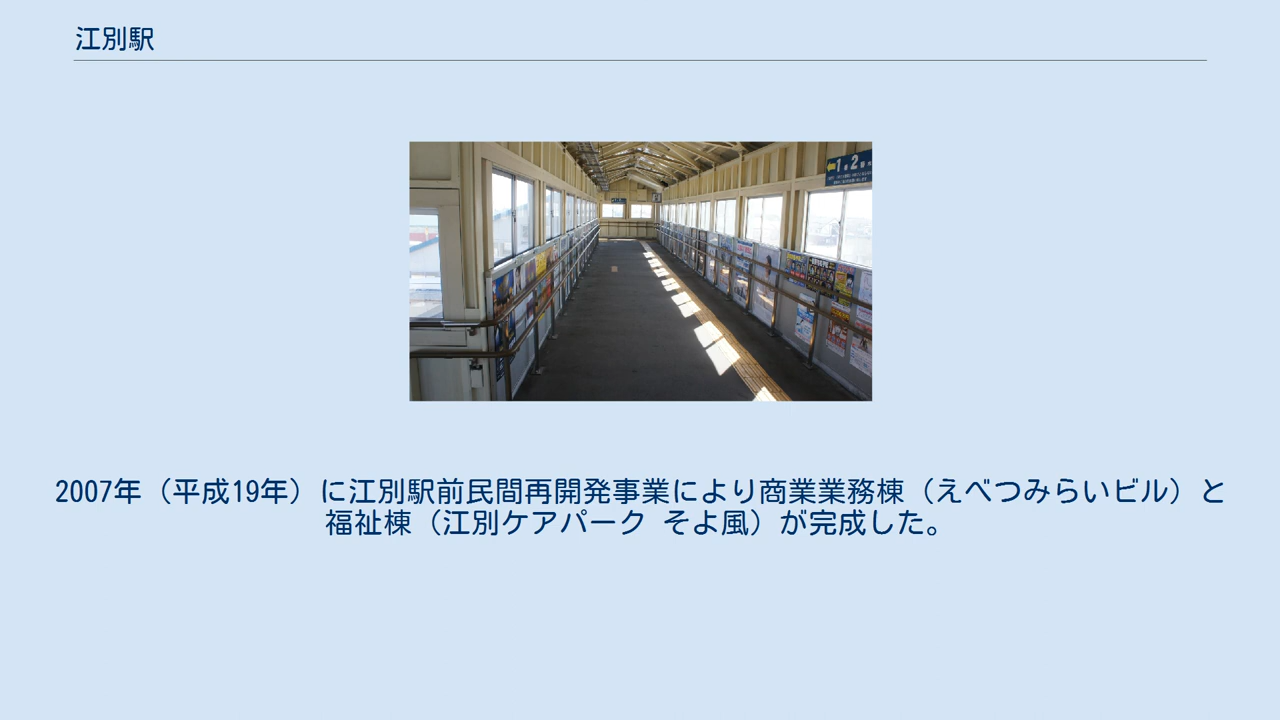 江別駅
1 2
2007年（平成19年）に江別駅前民間再開発事業により商業業務棟（えべつみらいビル）と
福祉棟（江別ケアパーク そよ風）が完成した。